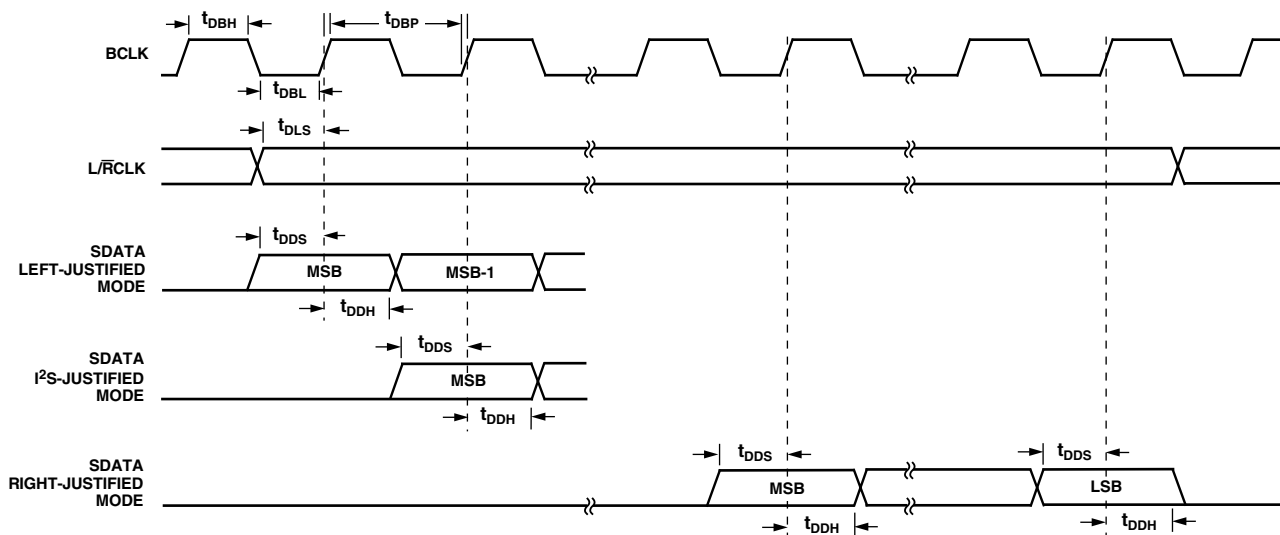 tDBH
tDBP
BCLK
tDBL
tDLS
L/R̅CLK
tDDS
SDATA
LEFT-JUSTIFIED
MODE
MSB
MSB-1
tDDH
SDATA
I²S-JUSTIFIED
MODE
tDDS
MSB
tDDH
SDATA
RIGHT-JUSTIFIED
MODE
tDDS
tDDS
MSB
LSB
tDDH
tDDH